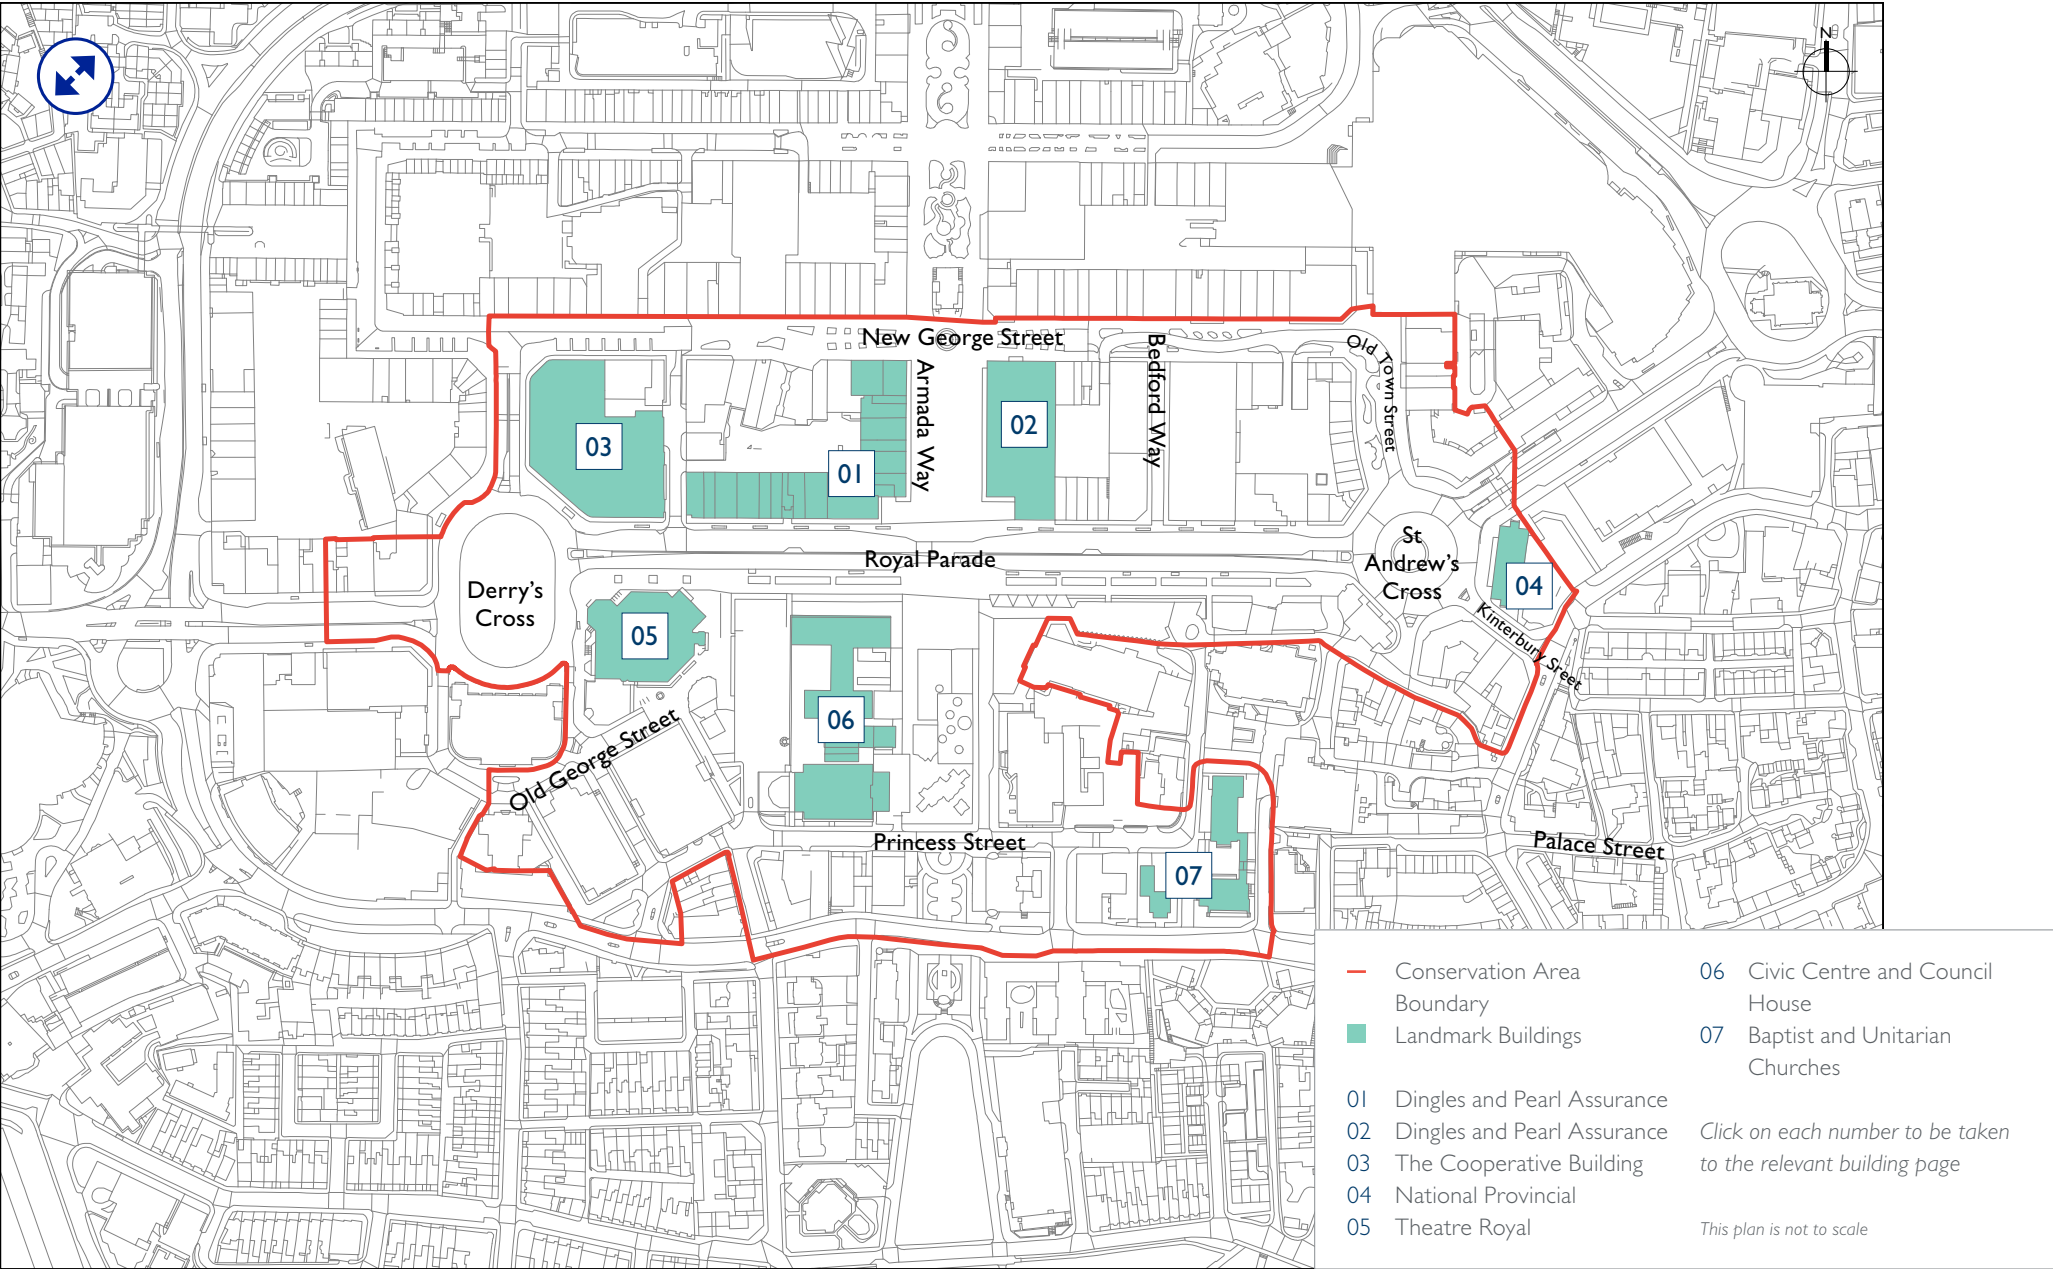 N
New George Street
Old Town Street
Armada Way
Bedford Way
03
02
01
St
Andrew's
Cross
Royal Parade
Derry's
Cross
04
05
Kinterbury Street
06
Old George Street
Princess Street
Palace Street
07
Conservation Area
Boundary
Landmark Buildings
01 Dingles and Pearl Assurance
02 Dingles and Pearl Assurance
03 The Cooperative Building
04 National Provincial
05 Theatre Royal
06 Civic Centre and Council
House
07 Baptist and Unitarian
Churches
Click on each number to be taken
to the relevant building page
This plan is not to scale